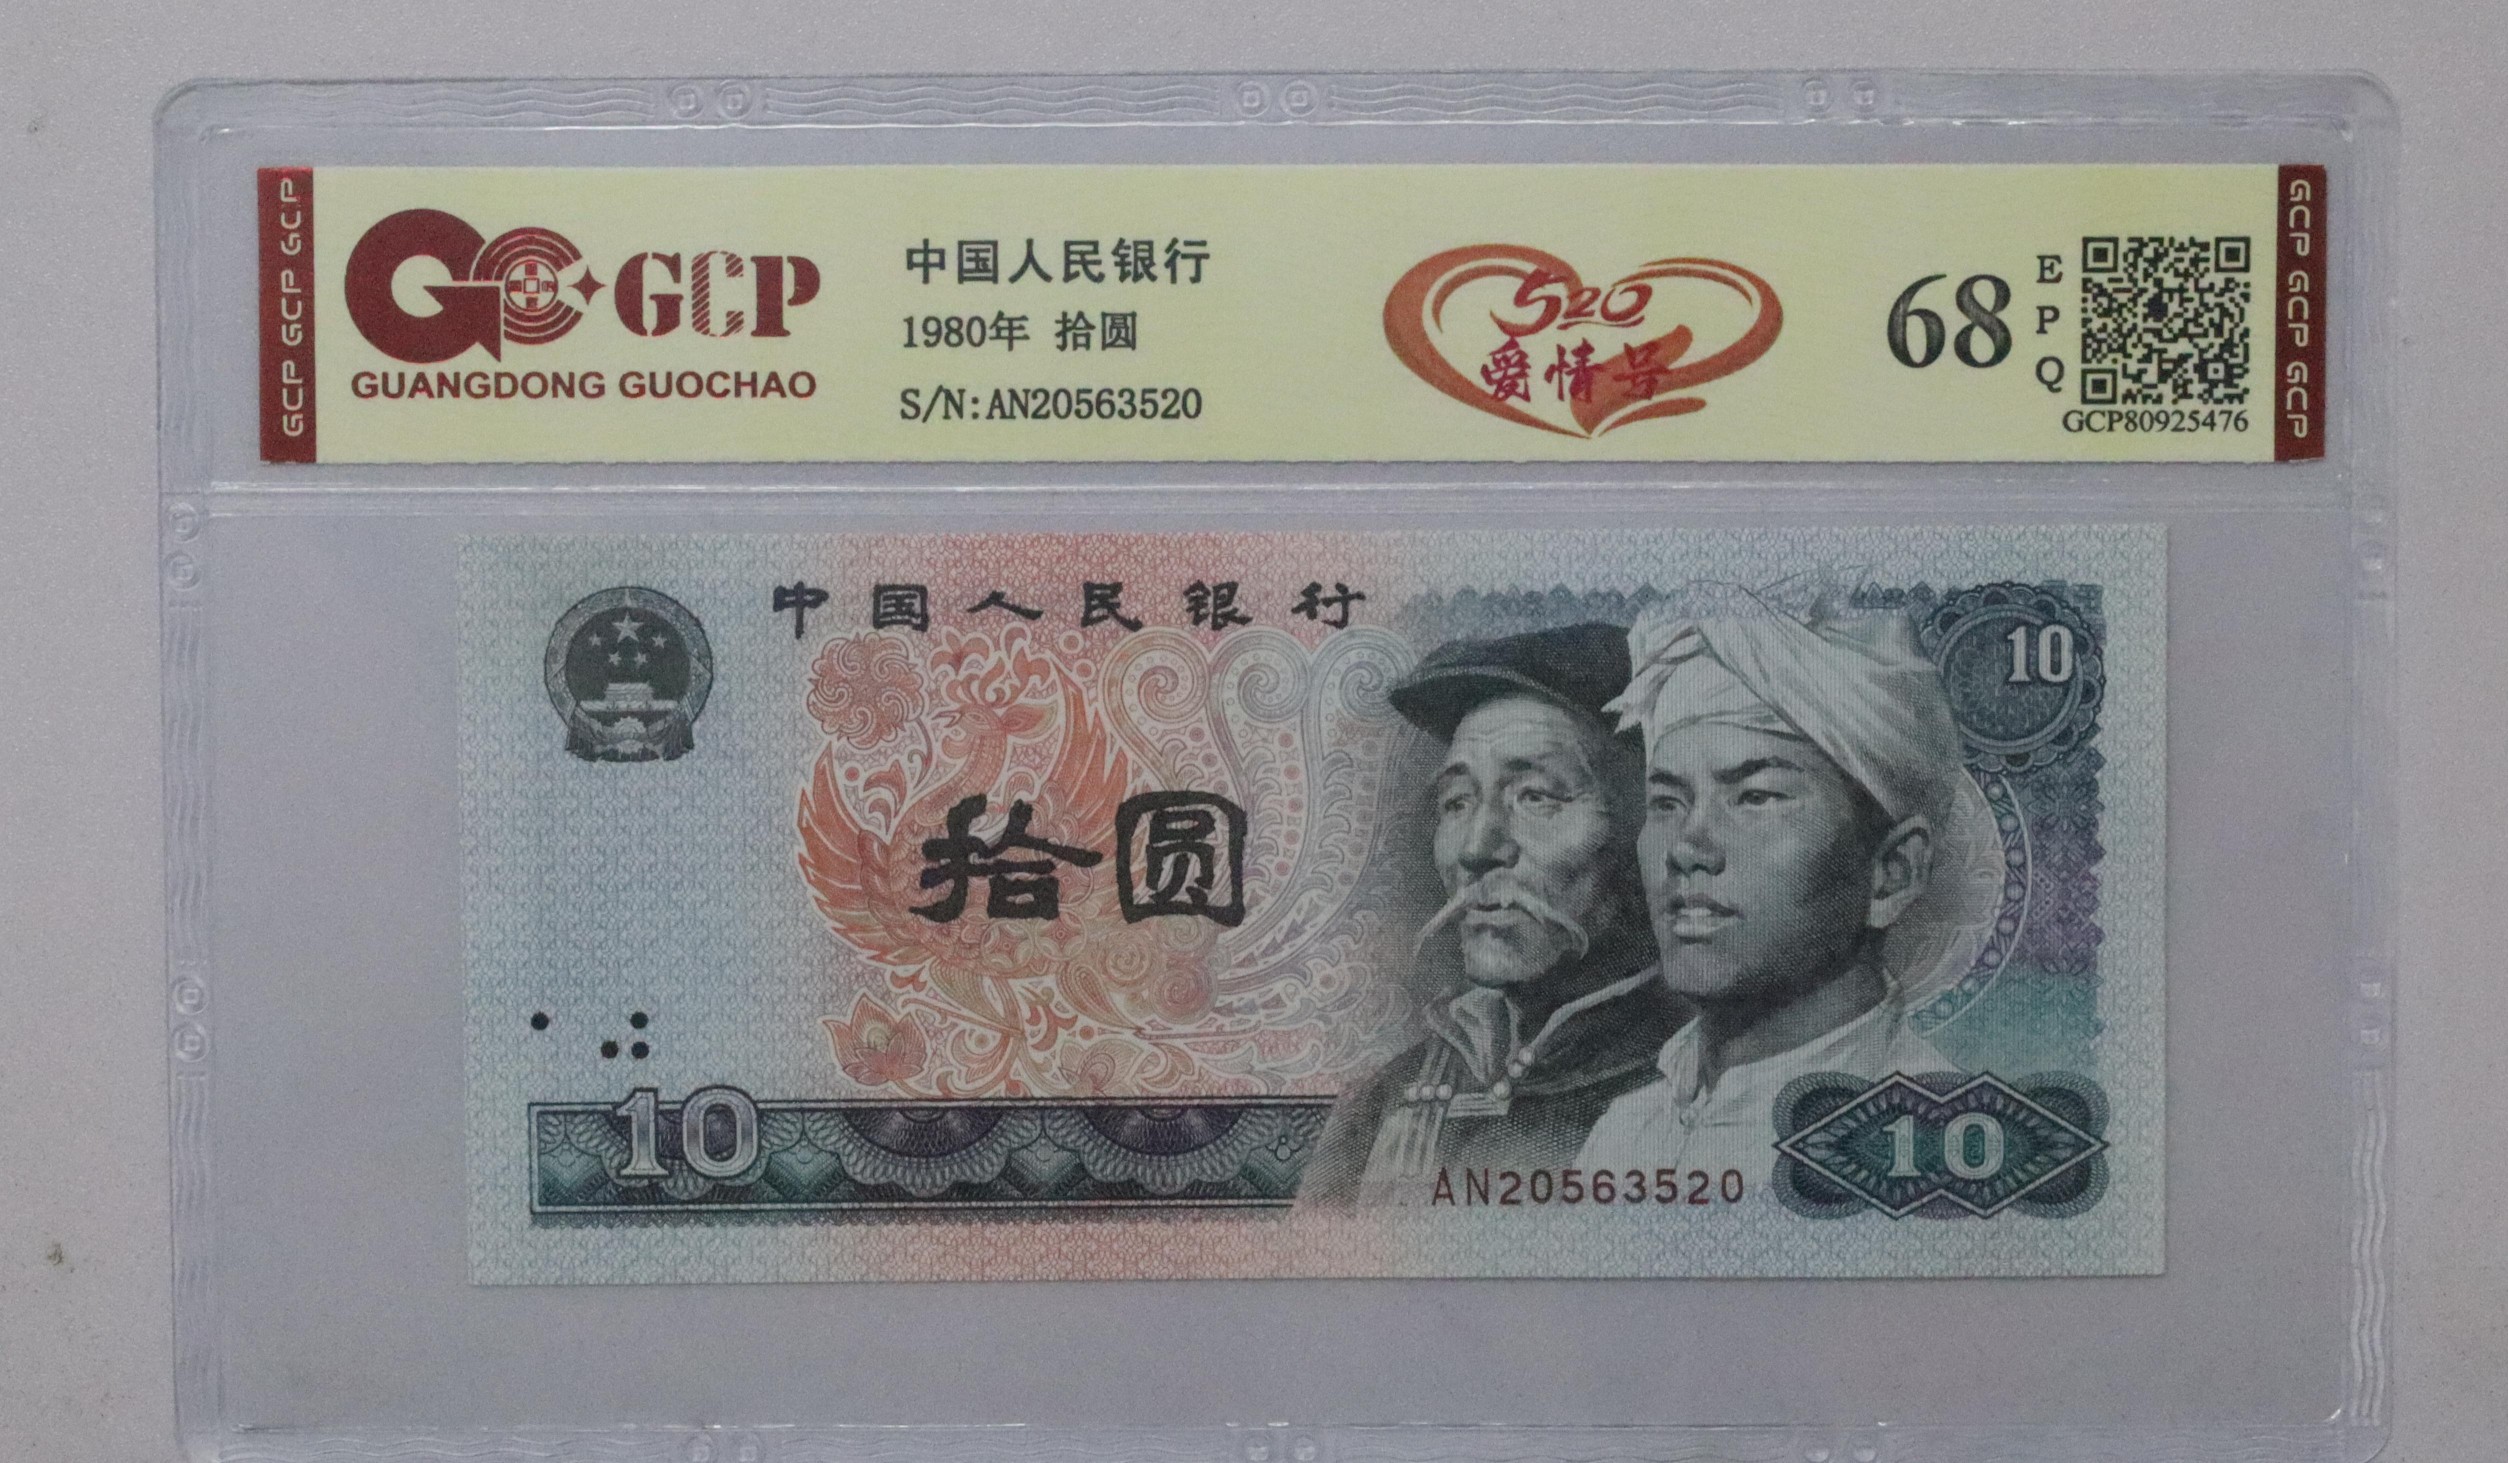 GCP GCP GCP
GCP
GUANGDONG GUOCHAO
中国人民银行
1980年 拾圆
S/N:AN20563520
520
爱情号
68
EPQ
GCP80925476
GCP GCP GCP
中国人民银行
10
拾圆
10
AN20563520
10